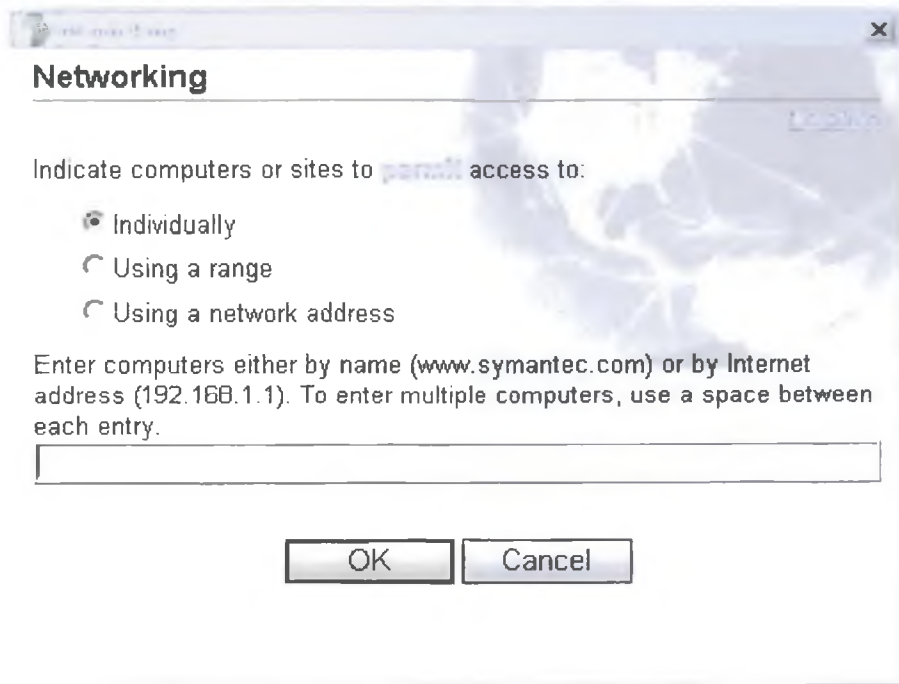 Networking
Indicate computers or sites to permit access to:
Individually
Using a range
Using a network address
Enter computers either by name (www.symantec.com) or by Internet
address (192.168.1.1). To enter multiple computers, use a space between
each entry.
OK
Cancel